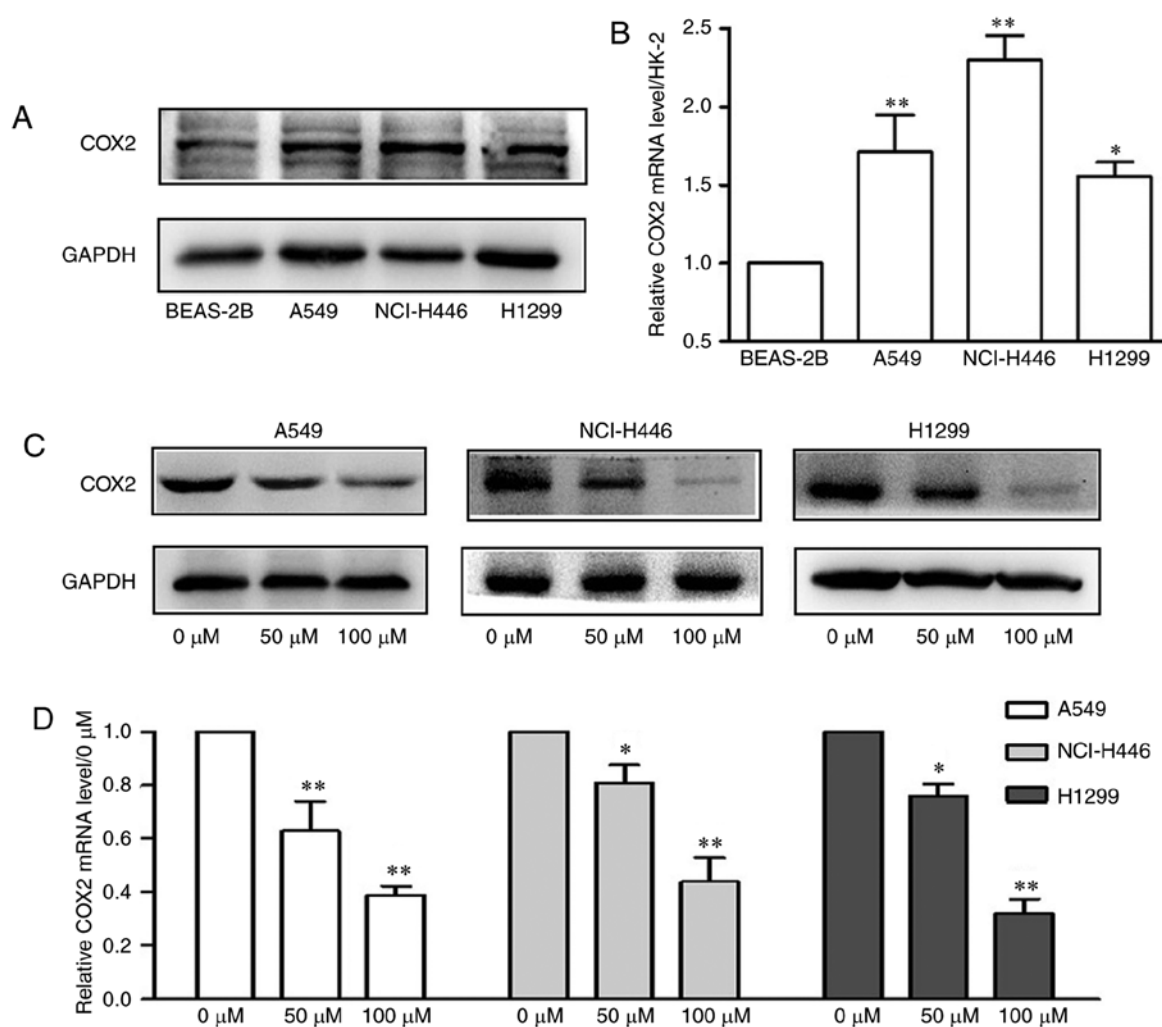 A
COX2
GAPDH
BEAS-2B A549 NCI-H446 H1299
B
Relative COX2 mRNA level/HK-2
2.5
2.0
1.5
1.0
0.5
**
**
*
BEAS-2B A549 NCI-H446 H1299
C
A549 NCI-H446 H1299
COX2
GAPDH
0 μM 50 μM 100 μM 0 μM 50 μM 100 μM 0 μM 50 μM 100 μM
D
Relative COX2 mRNA level/0 μM
1.0
0.8
0.6
0.4
0.2
0.0
**
**
*
**
*
**
A549
NCI-H446
H1299
0 μM 50 μM 100 μM 0 μM 50 μM 100 μM 0 μM 50 μM 100 μM